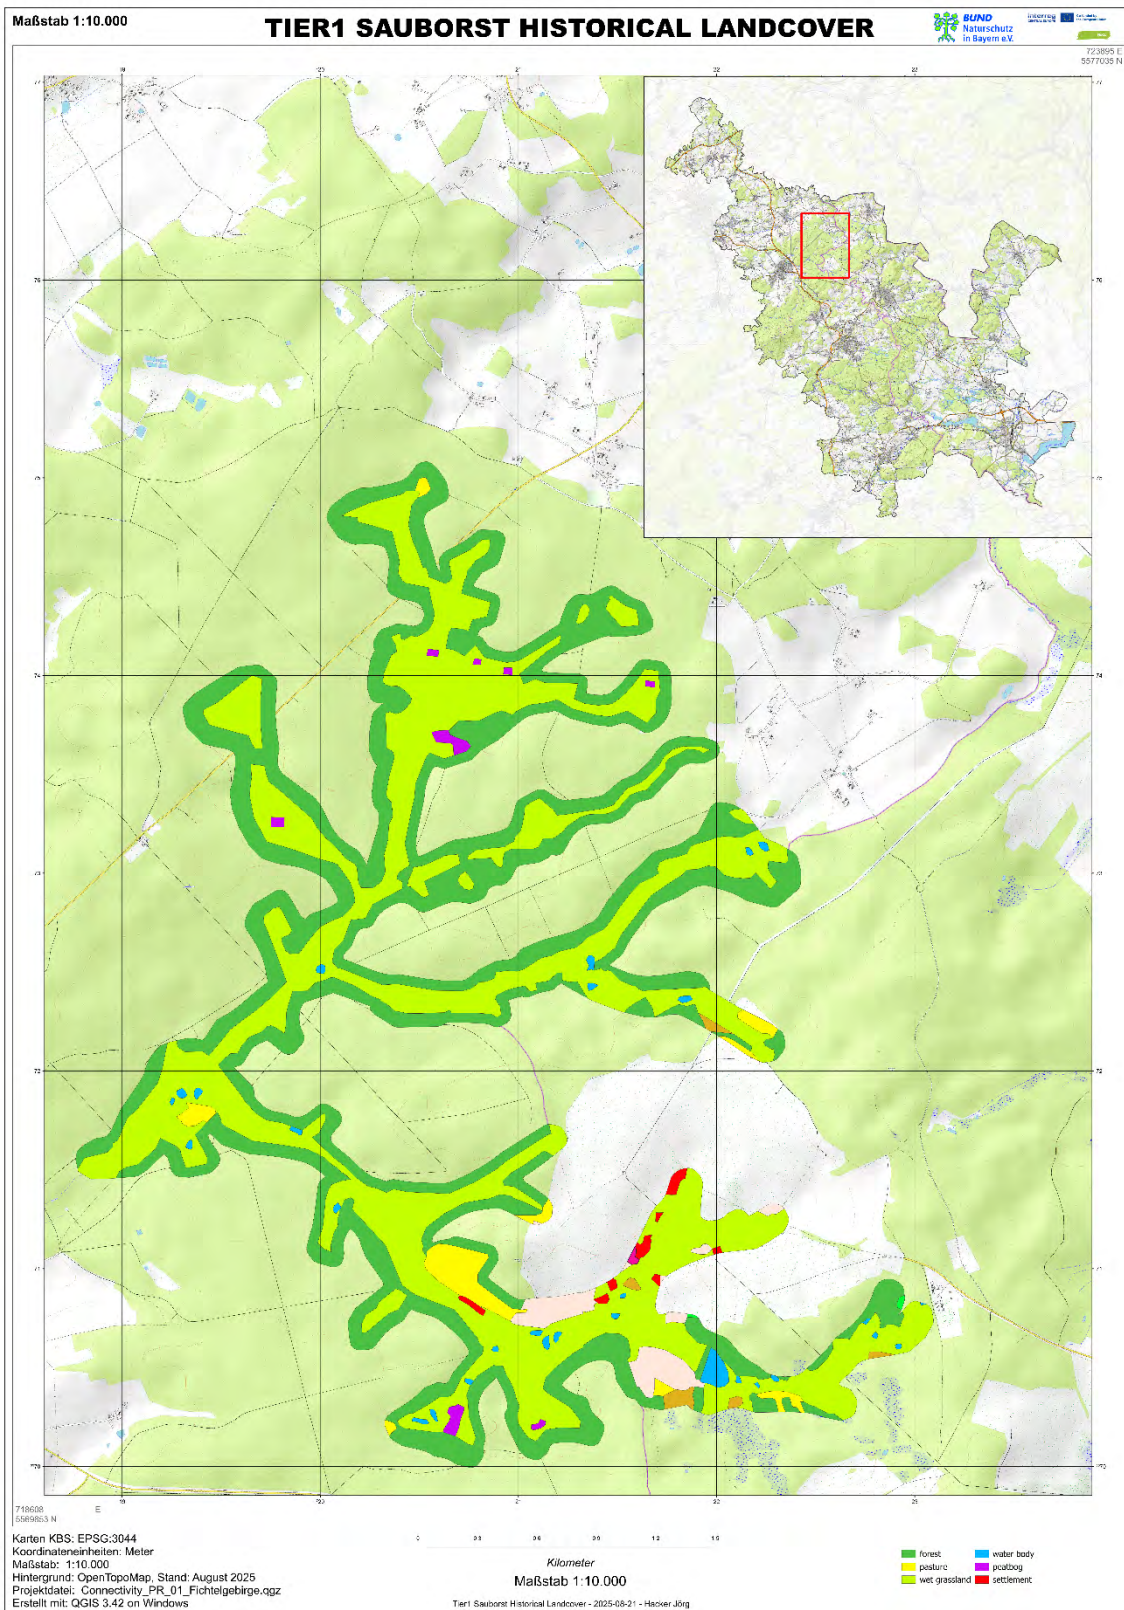 Maßstab 1:10.000
TIER1 SAUBORST HISTORICAL LANDCOVER
BUND
Naturschutz
in Bayern e.V.
Interreg
723895 E
5577035 N
718608 E
5569853 N
Karten KBS: EPSG:3044
Koordinateneinheiten: Meter
Maßstab: 1:10.000
Hintergrund: OpenTopoMap, Stand: August 2025
Projektdatei: Connectivity_PR_01_Fichtelgebirge.qgz
Erstellt mit: QGIS 3.42 on Windows
Kilometer
Maßstab 1:10.000
Tier1 Sauborst Historical Landcover - 2025-08-21 - Hacker Jörg
forest
pasture
wet grassland
water body
peatbog
settlement